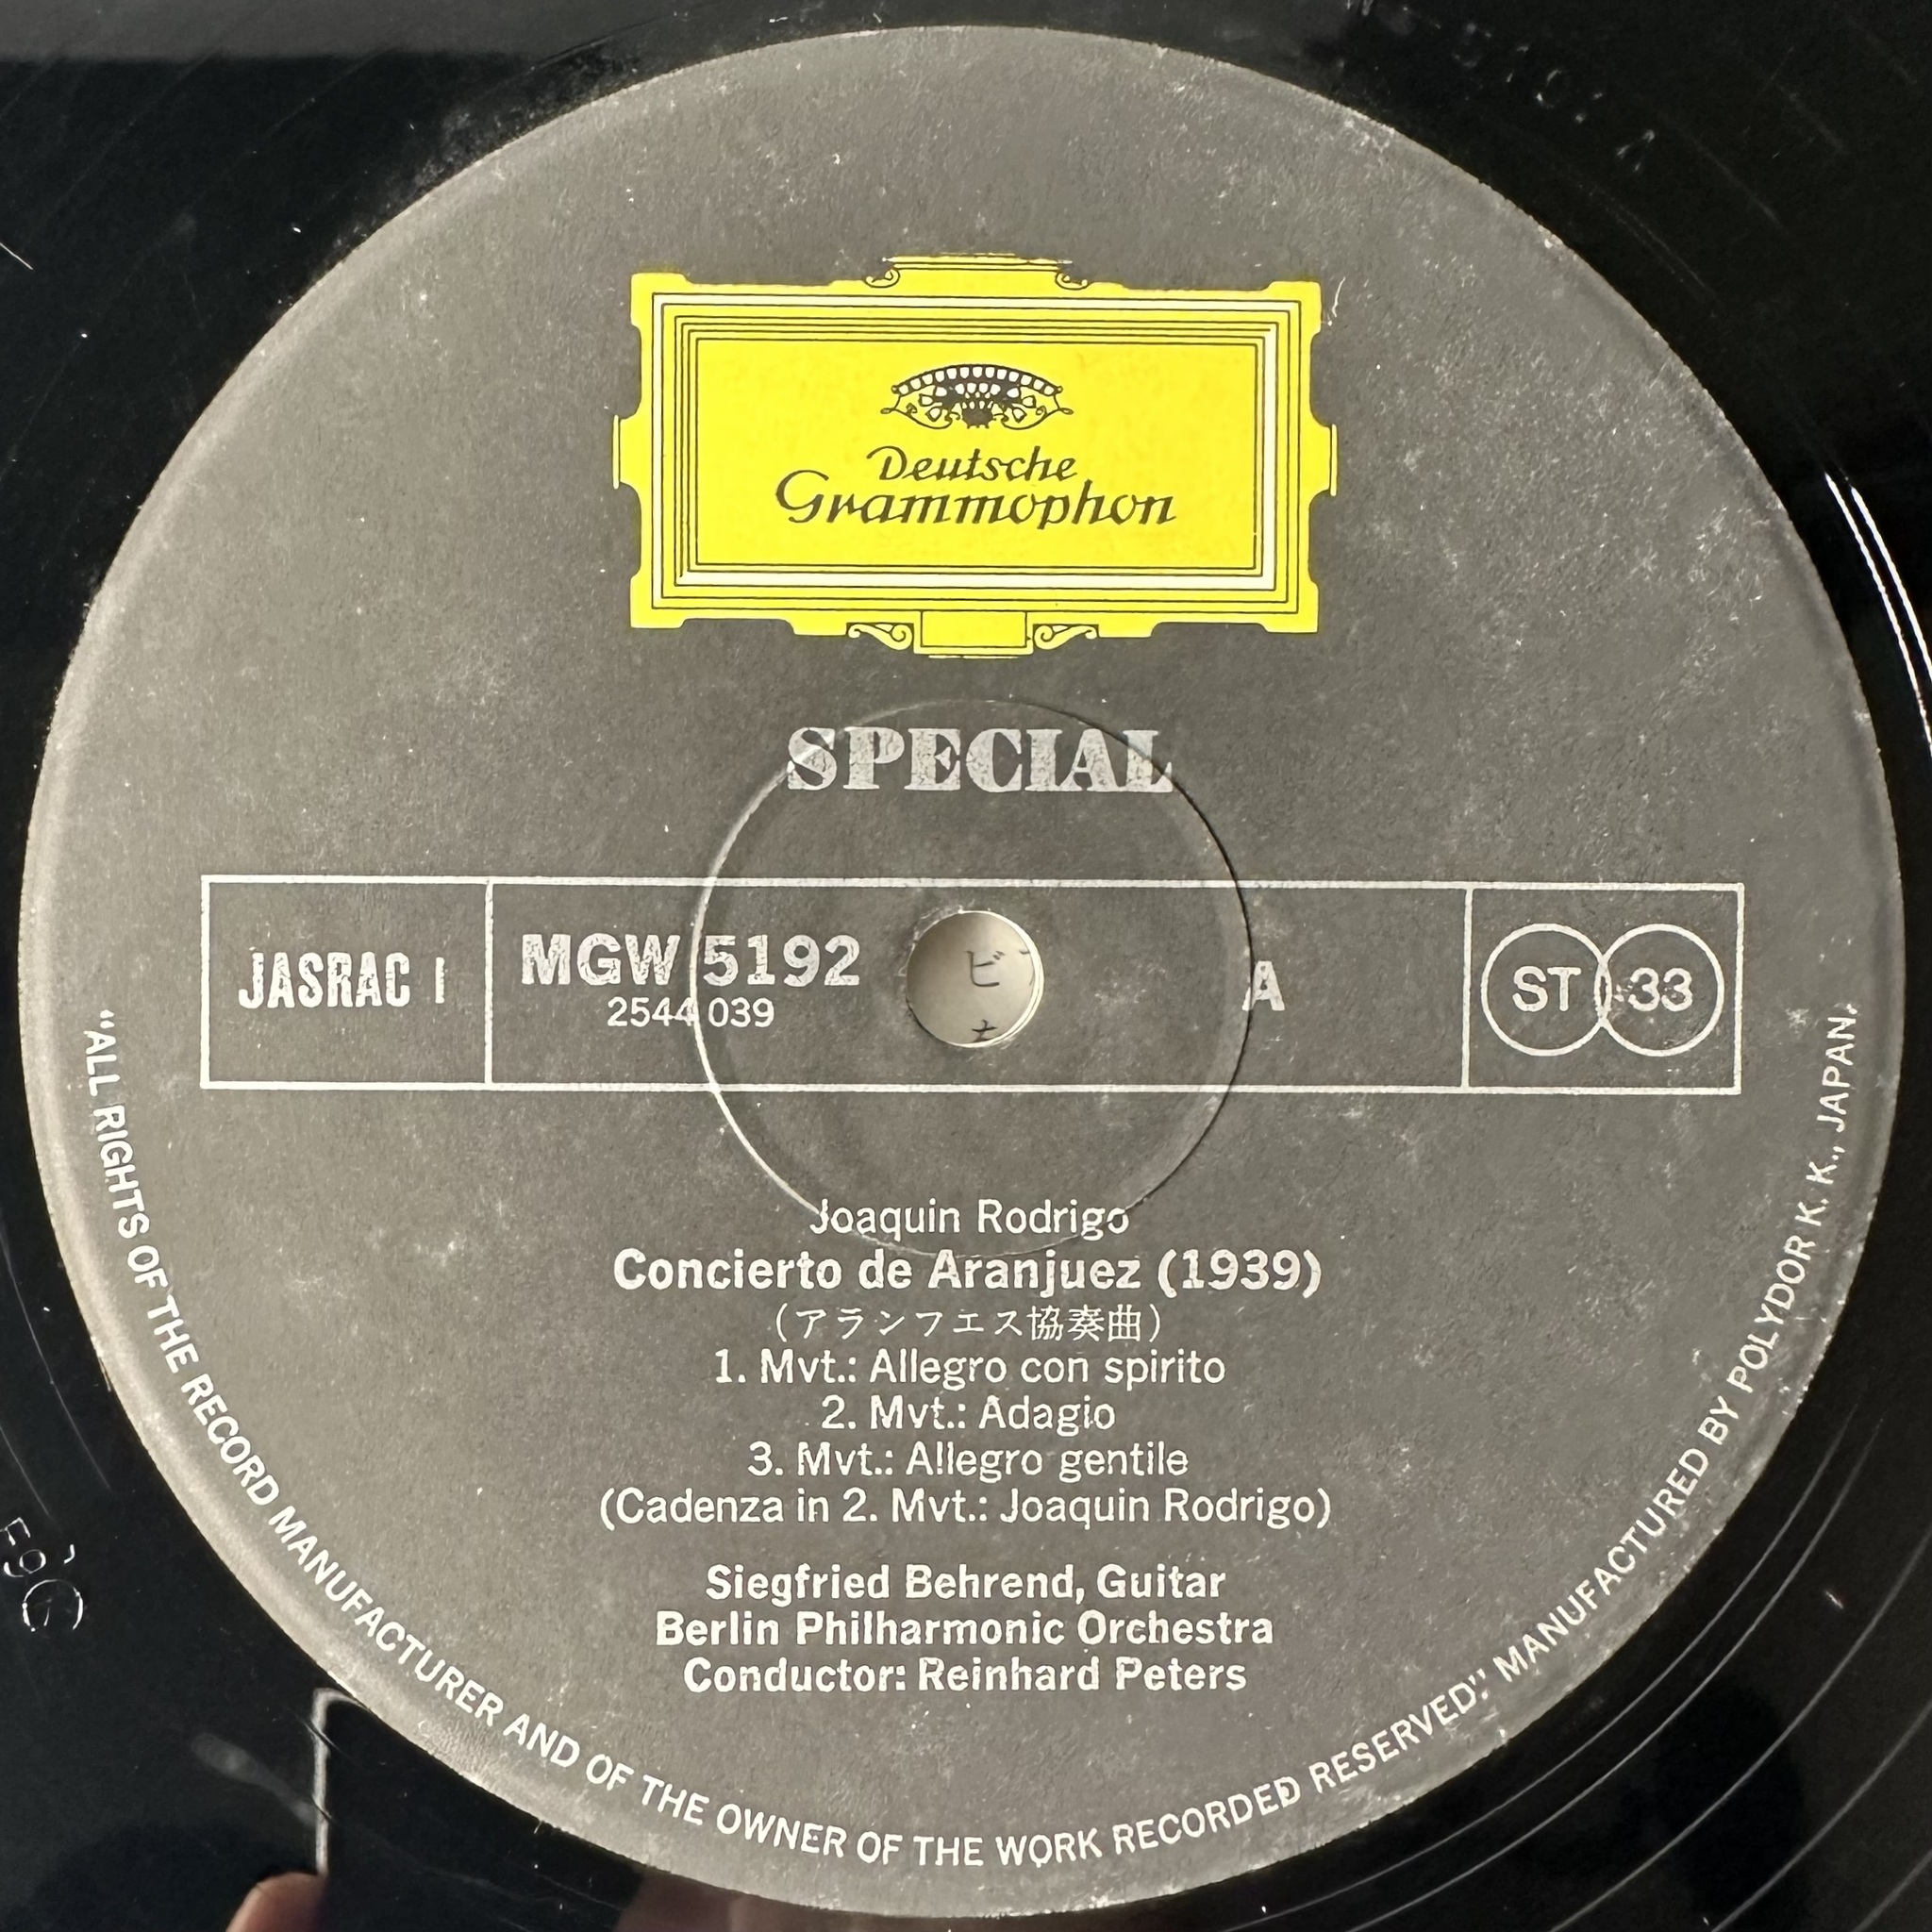 Deutsche
Grammophon
SPECIAL
JASRAC I
MGW 5192
2544 039
ビ
A
ST 33
Joaquin Rodrigo
Concierto de Aranjuez (1939)
(アランフエス協奏曲)
1. Mvt.: Allegro con spirito
2. Mvt.: Adagio
3. Mvt.: Allegro gentile
(Cadenza in 2. Mvt.: Joaquin Rodrigo)
Siegfried Behrend, Guitar
Berlin Philharmonic Orchestra
Conductor: Reinhard Peters
"ALL RIGHTS OF THE RECORD MANUFACTURER AND OF THE OWNER OF THE WORK RECORDED RESERVED." MANUFACTURED BY POLYDOR K. K., JAPAN.